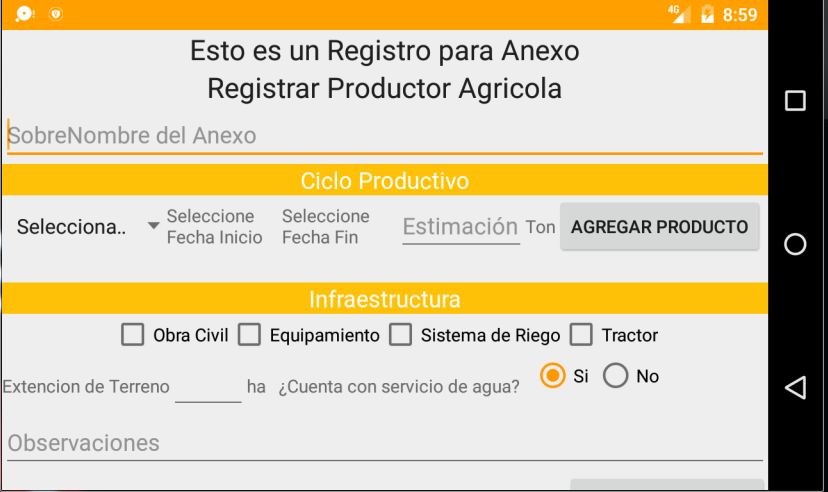 4G 8:59
Esto es un Registro para Anexo
Registrar Productor Agricola
SobreNombre del Anexo
Ciclo Productivo
Selecciona.. Seleccione Fecha Inicio Seleccione Fecha Fin Estimación Ton AGREGAR PRODUCTO
Infraestructura
Obra Civil Equipamiento Sistema de Riego Tractor
Extencion de Terreno ha ¿Cuenta con servicio de agua? Si No
Observaciones